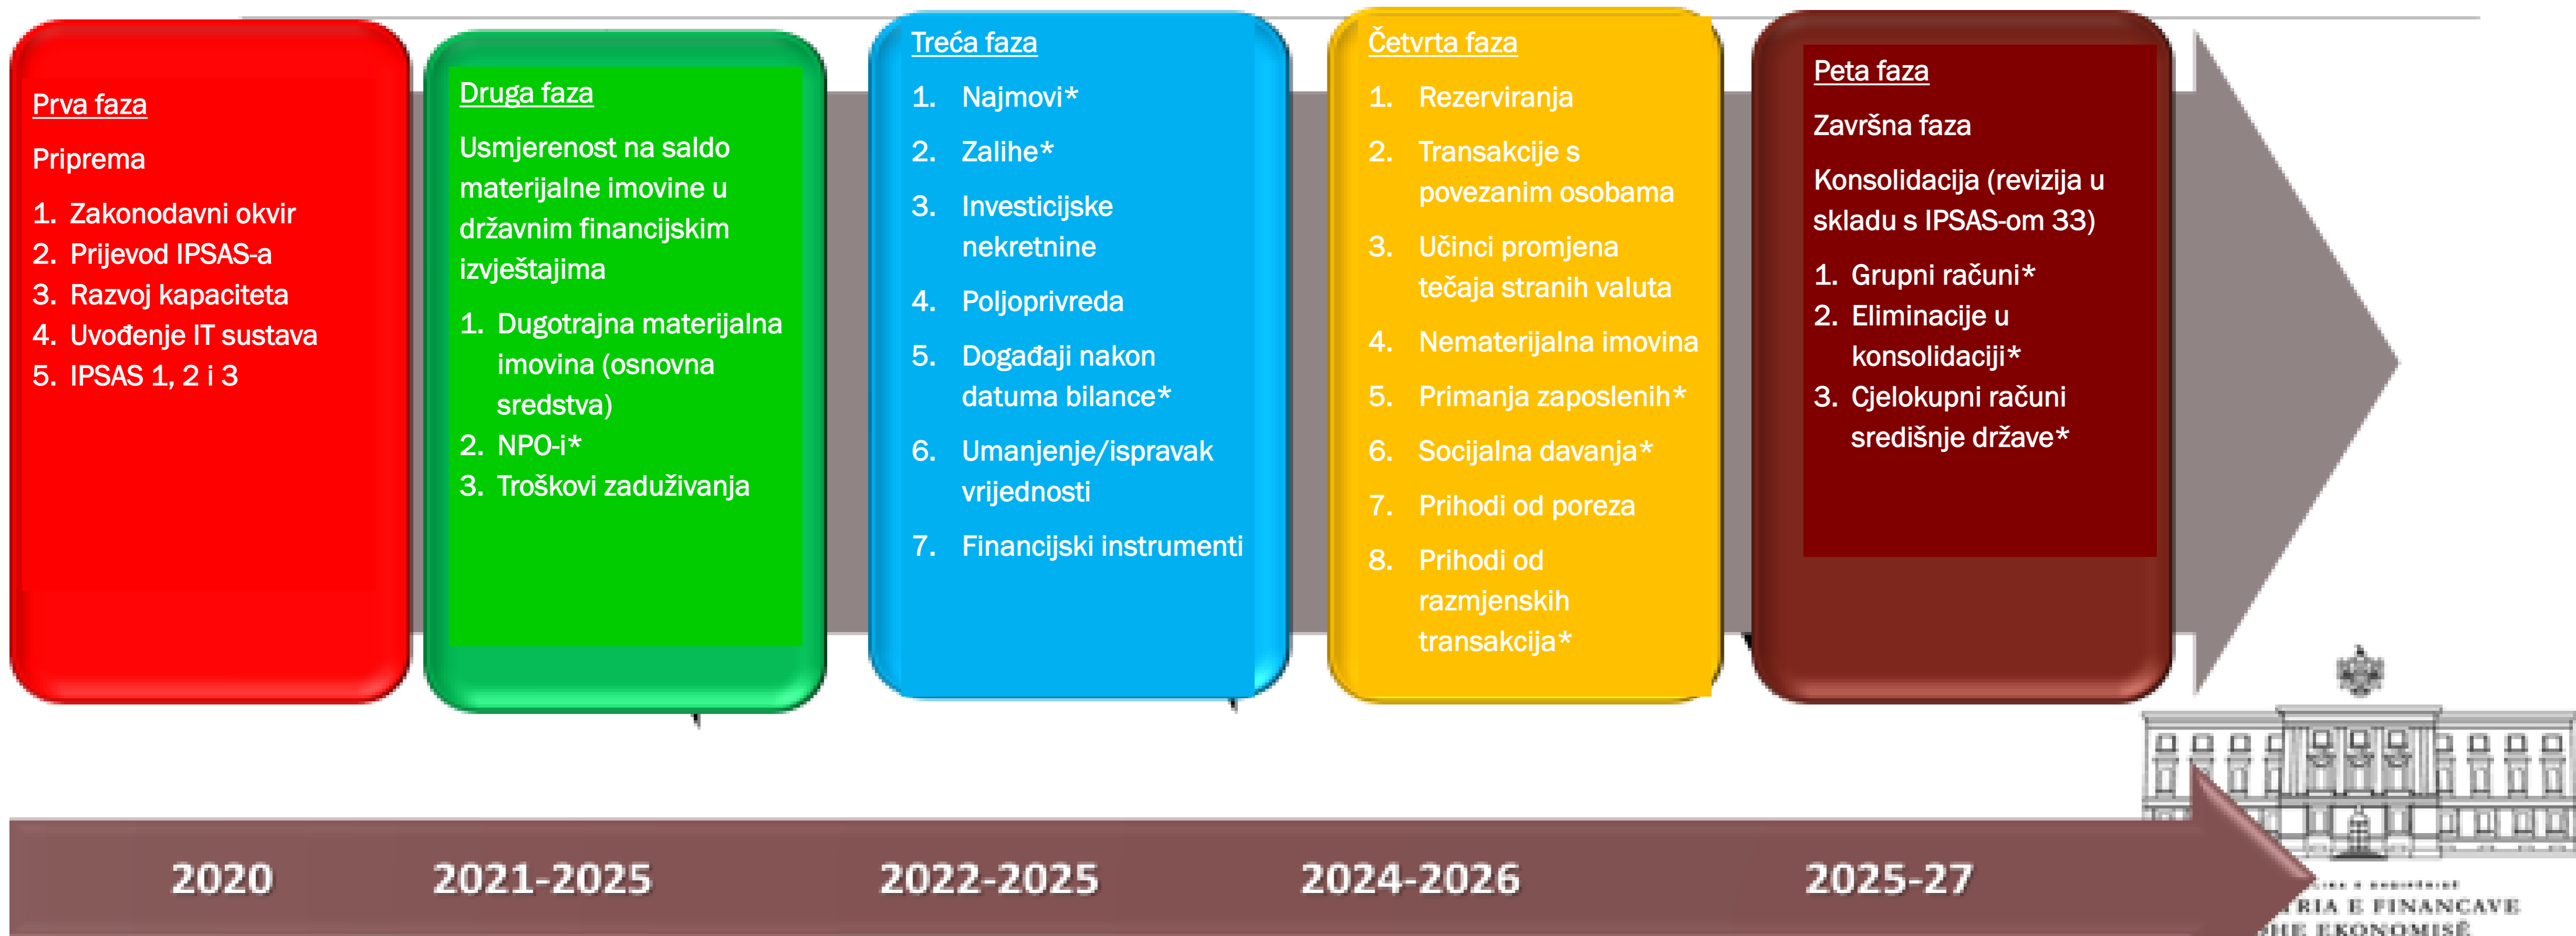 Prva faza
Priprema
1. Zakonodavni okvir
2. Prijevod IPSAS-a
3. Razvoj kapaciteta
4. Uvođenje IT sustava
5. IPSAS 1, 2 i 3
Druga faza
Usmjerenost na saldo
materijalne imovine u
državnim financijskim
izvještajima
1. Dugotrajna materijalna
imovina (osnovna
sredstva)
2. NPO-i*
3. Troškovi zaduživanja
Treća faza
1. Najmovi*
2. Zalihe*
3. Investicijske
nekretnine
4. Poljoprivreda
5. Događaji nakon
datuma bilance*
6. Umanjenje/ispravak
vrijednosti
7. Financijski instrumenti
Četvrta faza
1. Rezerviranja
2. Transakcije s
povezanim osobama
3. Učinci promjena
tečaja stranih valuta
4. Nematerijalna imovina
5. Primanja zaposlenih*
6. Socijalna davanja*
7. Prihodi od poreza
8. Prihodi od
razmjenskih
transakcija*
Peta faza
Završna faza
Konsolidacija (revizija u
skladu s IPSAS-om 33)
1. Grupni računi*
2. Eliminacije u
konsolidaciji*
3. Cjelokupni računi
središnje države*
2020
2021-2025
2022-2025
2024-2026
2025-27
E FINANCAVE
EKONOMISË